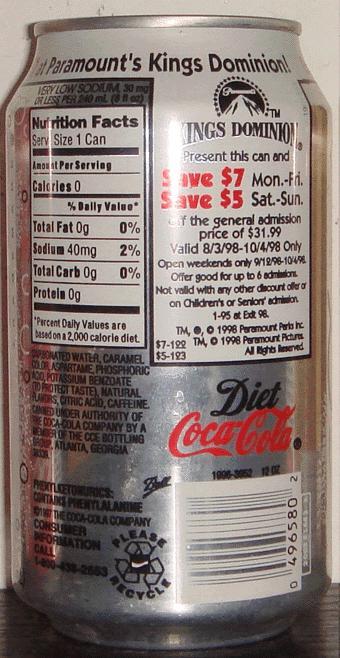 at Paramount's Kings Dominion!
VERY LOW SODIUM, 30 mg
OR LESS PER 240 mL (8 fl oz)
Nutrition Facts
Serv. Size 1 Can
Amount Per Serving
Calories 0
% Daily Value*
Total Fat 0g 0%
Sodium 40mg 2%
Total Carb 0g 0%
Protein 0g
*Percent Daily Values are
based on a 2,000 calorie diet.
KINGS DOMINION®
TM
Present this can and
Save $7 Mon.-Fri.
Save $5 Sat.-Sun.
off the general admission
price of $31.99
Valid 8/3/98-10/4/98 Only
Open weekends only 9/12/98-10/4/98.
Offer good for up to 6 admissions.
Not valid with any other discount offer or
on Children's or Seniors' admission.
1-95 at Exit 98.
TM, ®, © 1998 Paramount Parks Inc.
$7-122 TM, © 1998 Paramount Pictures.
$5-123 All Rights Reserved.
CARBONATED WATER, CARAMEL
COLOR, ASPARTAME, PHOSPHORIC
ACID, POTASSIUM BENZOATE
(TO PROTECT TASTE), NATURAL
FLAVORS, CITRIC ACID, CAFFEINE.
CANNED UNDER AUTHORITY OF
THE COCA-COLA COMPANY BY A
MEMBER OF THE CCE BOTTLING
GROUP, ATLANTA, GEORGIA
Diet
Coca-Cola®
PHENYLKETONURICS:
CONTAINS PHENYLALANINE
©1997 THE COCA-COLA COMPANY
CONSUMER
INFORMATION
CALL
1-800-438-2653
Ball
PLEASE
RECYCLE
12 OZ
0 496580 2